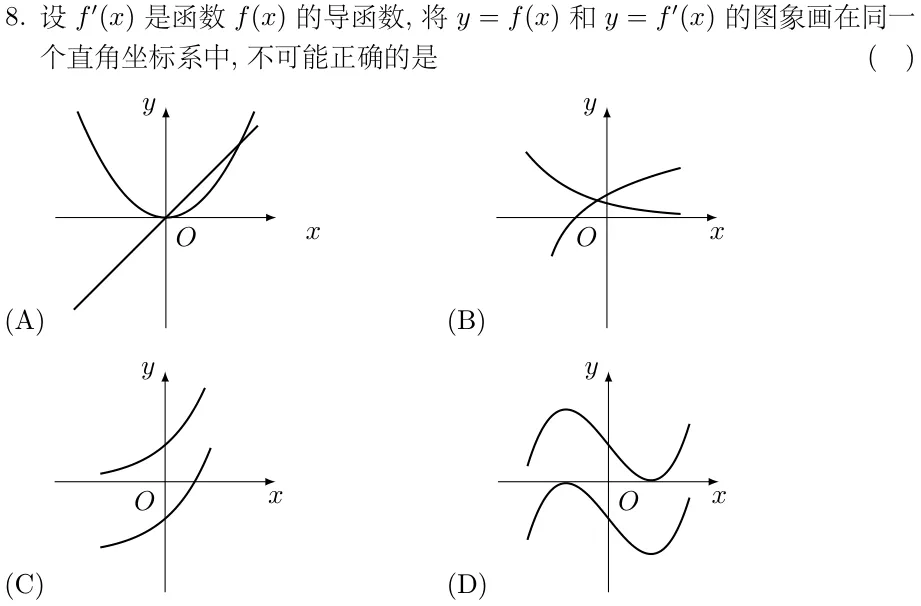 8. 设 f′(x) 是函数 f(x) 的导函数, 将 y = f(x) 和 y = f′(x) 的图象画在同一
个直角坐标系中, 不可能正确的是 ( )
y
O
x
(A)
y
O
x
(B)
y
O
x
(C)
y
O
x
(D)